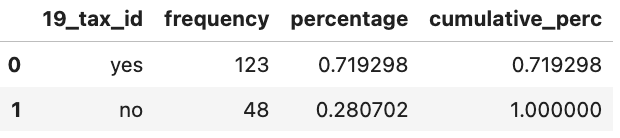 19_tax_id frequency percentage cumulative_perc
0 yes 123 0.719298 0.719298
1 no 48 0.280702 1.000000